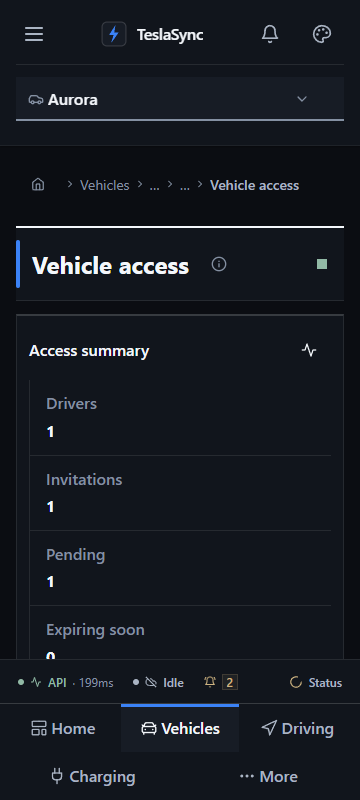 TeslaSync
Aurora
Vehicles ... ... Vehicle access
Vehicle access
Access summary
Drivers
1
Invitations
1
Pending
1
Expiring soon
0
API · 199ms Idle 2 Status
Home Vehicles Driving
Charging More